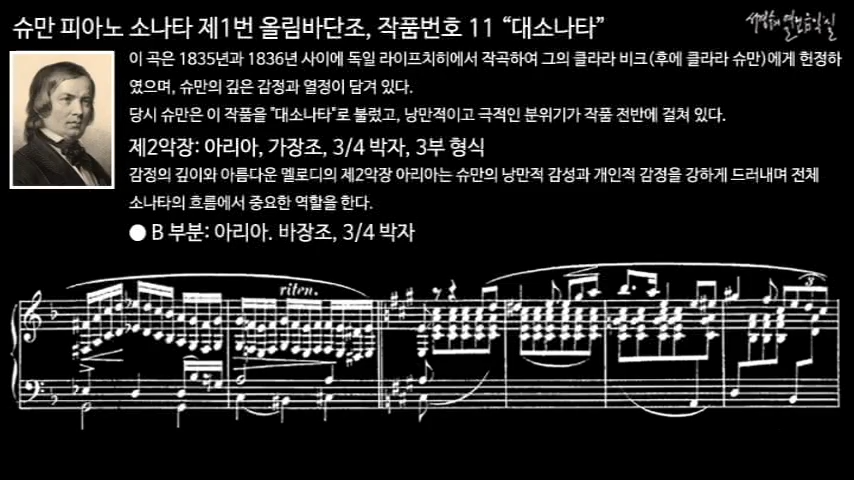 슈만 피아노 소나타 제1번 올림바단조, 작품번호 11 “대소나타”
이 곡은 1835년과 1836년 사이에 독일 라이프치히에서 작곡하여 그의 클라라 비크(후에 클라라 슈만)에게 헌정하
였으며, 슈만의 깊은 감정과 열정이 담겨 있다.
당시 슈만은 이 작품을 "대소나타"로 불렀고, 낭만적이고 극적인 분위기가 작품 전반에 걸쳐 있다.
제2악장: 아리아, 가장조, 3/4 박자, 3부 형식
감정의 깊이와 아름다운 멜로디의 제2악장 아리아는 슈만의 낭만적 감성과 개인적 감정을 강하게 드러내며 전체
소나타의 흐름에서 중요한 역할을 한다.
● B 부분: 아리아. 바장조, 3/4 박자
riten.
3